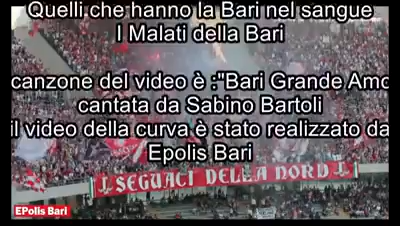 Quelli che hanno la Bari nel sangue
I Malati della Bari
canzone del video è :"Bari Grande Amo
cantata da Sabino Bartoli
il video della curva è stato realizzato da
Epolis Bari
I SEGUACI DELLA NORD
EPolis Bari